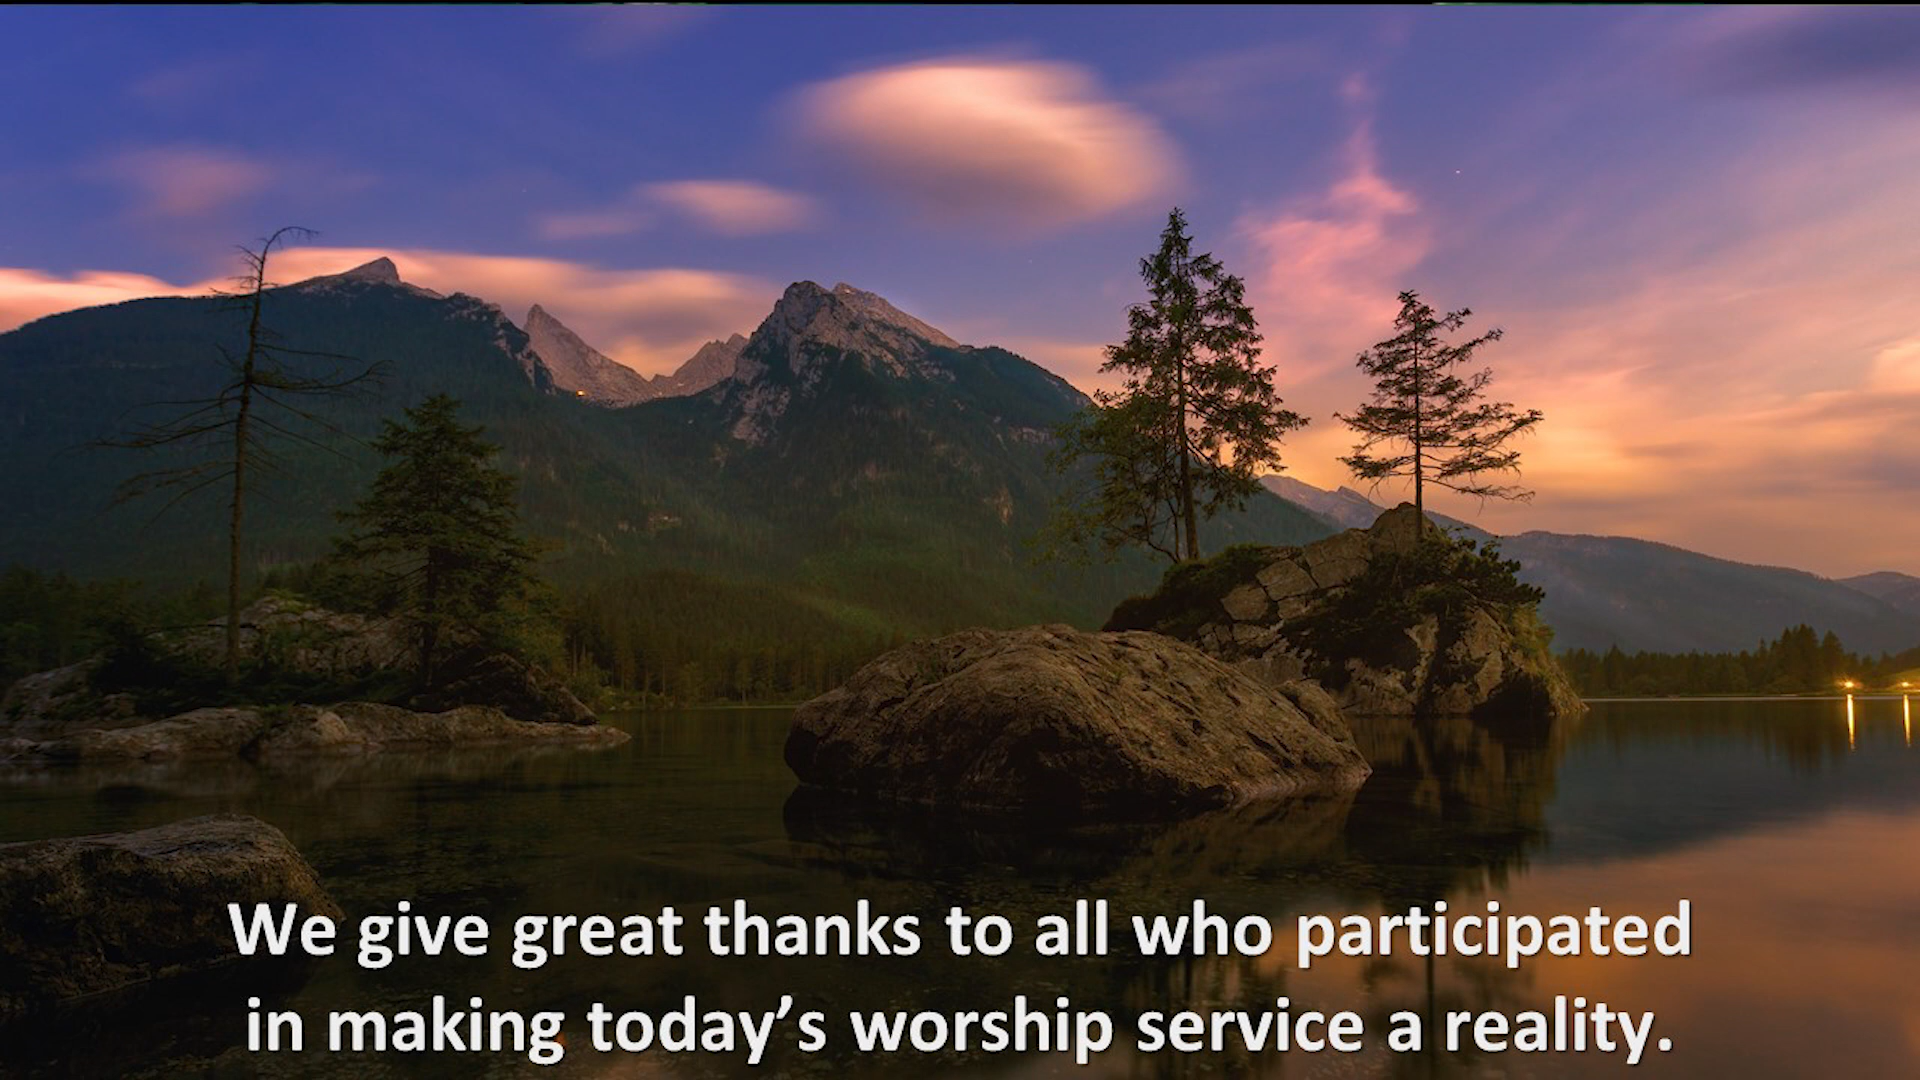 We give great thanks to all who participated
in making today’s worship service a reality.